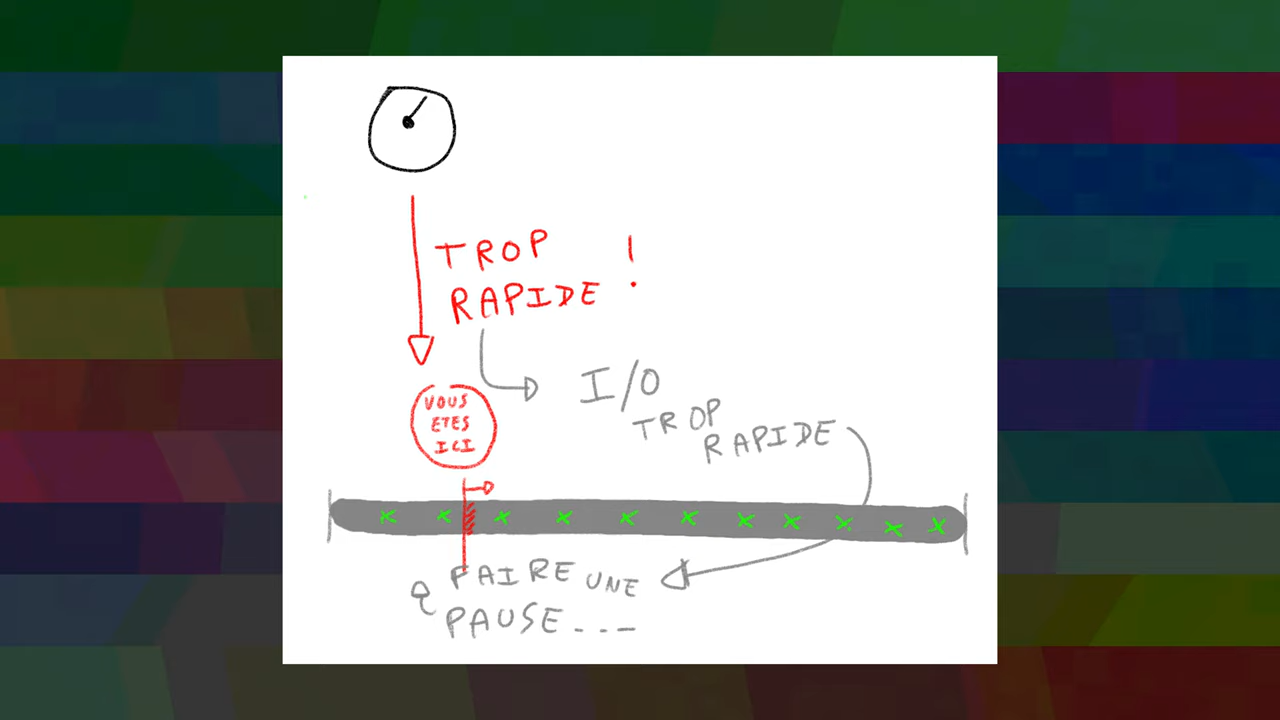 TROP !
RAPIDE
VOUS
ETES
ICI
I/O
TROP
RAPIDE
FAIRE UNE
PAUSE...